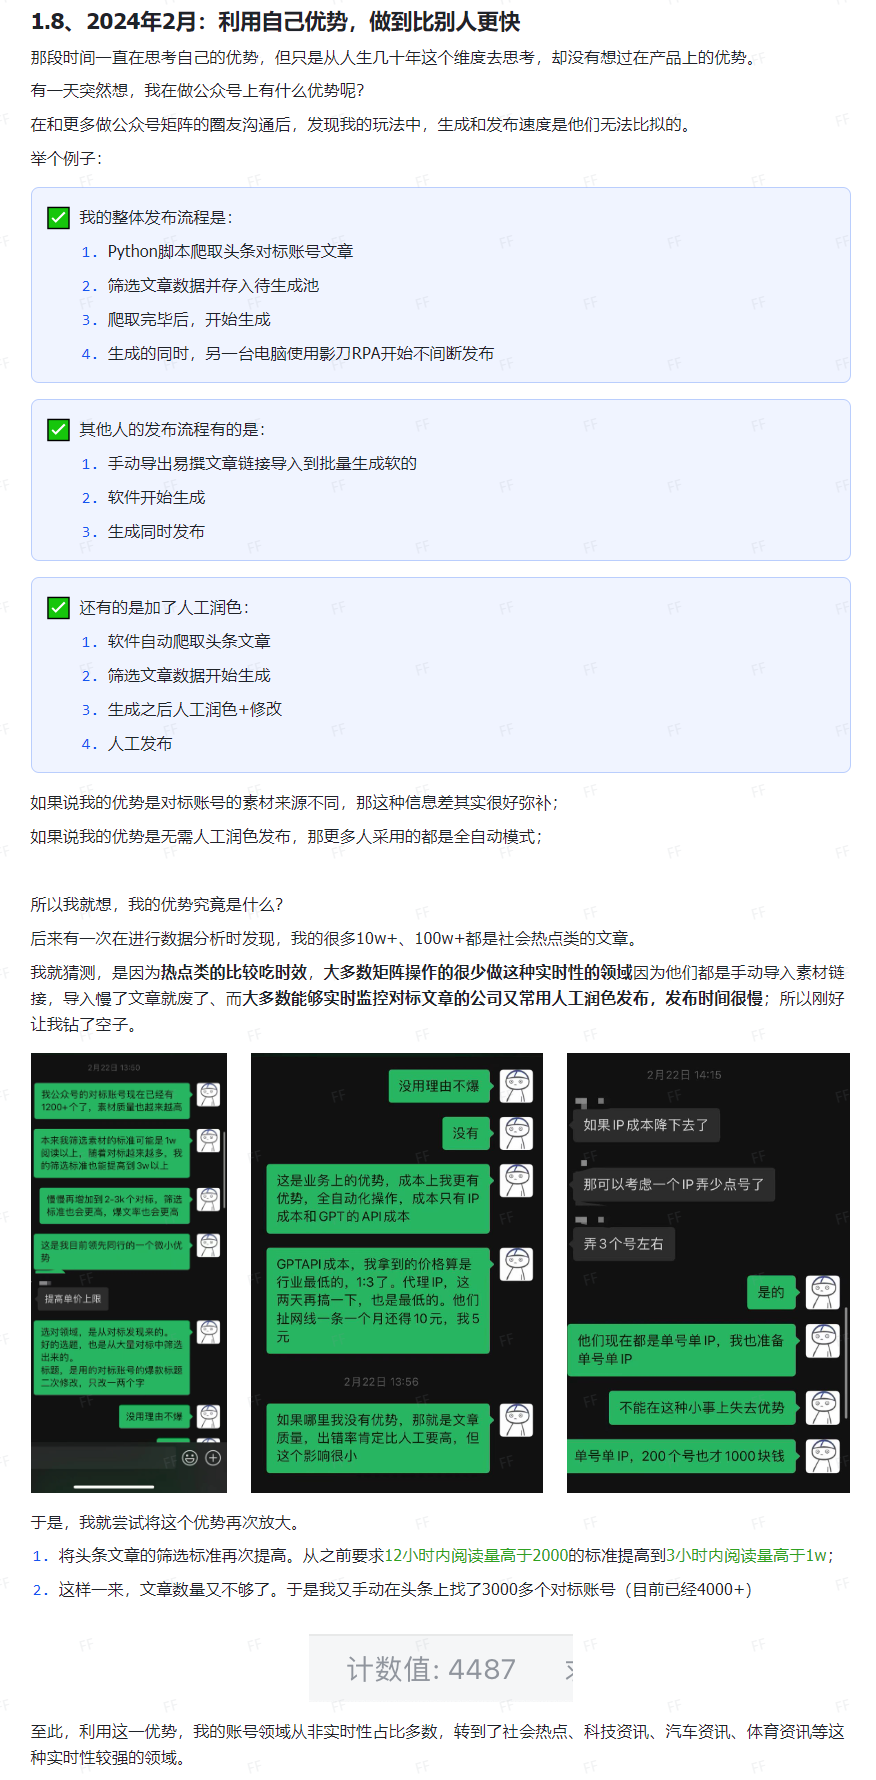 1.8、2024年2月：利用自己优势，做到比别人更快
那段时间一直在思考自己的优势，但只是从人生几十年这个维度去思考，却没有想过在产品上的优势。
有一天突然想，我在做公众号上有什么优势呢？
在和更多做公众号矩阵的圈友沟通后，发现我的玩法中，生成和发布速度是他们无法比拟的。
举个例子：
我的整体发布流程是：
1. Python脚本爬取头条对标账号文章
2. 筛选文章数据并存入待生成池
3. 爬取完毕后，开始生成
4. 生成的同时，另一台电脑使用影刀RPA开始不间断发布
其他人的发布流程有的是：
1. 手动导出易撰文章链接导入到批量生成软的
2. 软件开始生成
3. 生成同时发布
还有的是加了人工润色：
1. 软件自动爬取头条文章
2. 筛选文章数据开始生成
3. 生成之后人工润色+修改
4. 人工发布
如果说我的优势是对标账号的素材来源不同，那这种信息差其实很好弥补；
如果说我的优势是无需人工润色发布，那更多人采用的都是全自动模式；
所以我就想，我的优势究竟是什么？
后来有一次在进行数据分析时发现，我的很多10w+、100w+都是社会热点类的文章。
我就猜测，是因为热点类的比较吃时效，大多数矩阵操作的很少做这种实时性的领域因为他们都是手动导入素材链
接，导入慢了文章就废了、而大多数能够实时监控对标文章的公司又常用人工润色发布，发布时间很慢；所以刚好
让我钻了空子。
2月22日 13:50
我公众号的对标账号现在已经有
1200+个了，素材质量也越来越高
本来我筛选素材的标准可能是1w
阅读以上，随着对标越来越多，我
的筛选标准也能提高到3w以上
慢慢再增加到2-3k个对标，筛选
标准也会更高，爆文率也会更高
这是我目前领先同行的一个微小优
势
提高单价上限
选对领域，是从对标发现来的。
好的选题，也是从大量对标中筛选
出来的。
标题，是用的对标账号的爆款标题
二次修改，只改一两个字
没用理由不爆
没用理由不爆
没有
这是业务上的优势，成本上我更有
优势，全自动化操作，成本只有IP
成本和GPT的API成本
GPTAPI成本，我拿到的价格算是
行业最低的，1:3了。代理IP，这
两天再搞一下，也是最低的。他们
扯网线一条一个月还得10元，我5
元
2月22日 13:56
如果哪里我没有优势，那就是文章
质量，出错率肯定比人工要高，但
这个影响很小
2月22日 14:15
如果IP成本降下去了
那可以考虑一个IP弄少点号了
弄3个号左右
是的
他们现在都是单号单IP，我也准备
单号单IP
不能在这种小事上失去优势
单号单IP，200个号也才1000块钱
于是，我就尝试将这个优势再次放大。
1. 将头条文章的筛选标准再次提高。从之前要求12小时内阅读量高于2000的标准提高到3小时内阅读量高于1w；
2. 这样一来，文章数量又不够了。于是我又手动在头条上找了3000多个对标账号（目前已经4000+）
计数值: 4487
至此，利用这一优势，我的账号领域从非实时性占比多数，转到了社会热点、科技资讯、汽车资讯、体育资讯等这
种实时性较强的领域。